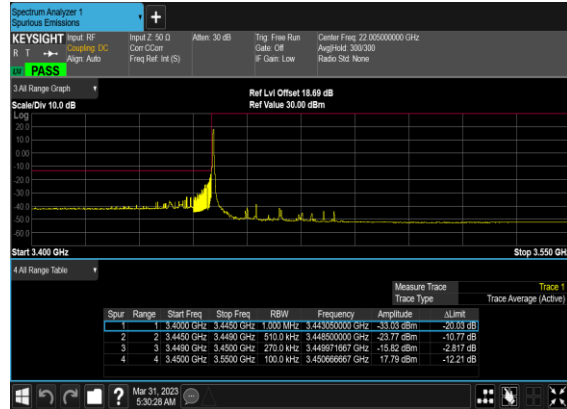 Spectrum Analyzer 1
Spurious Emissions
KEYSIGHT Input: RF Input Z: 50 Ω Atten: 30 dB Trig: Free Run Center Freq: 22.005000000 GHz
R T Coupling: DC Corr CCorr Gate: Off Avg|Hold: 300/300
Align: Auto Freq Ref: Int (S) IF Gain: Low Radio Std: None
PASS
3 All Range Graph
Ref Lvl Offset 18.69 dB
Scale/Div 10.0 dB Ref Value 30.00 dBm
Log
20.0
10.0
0.00
-10.0
-20.0
-30.0
-40.0
-50.0
-60.0
Start 3.400 GHz Stop 3.550 GH
4 All Range Table
Measure Trace Trace 1
Trace Type Trace Average (Active)
Spur Range Start Freq Stop Freq RBW Frequency Amplitude ΔLimit
1 1 3.4000 GHz 3.4450 GHz 1.000 MHz 3.443050000 GHz -33.03 dBm -20.03 dB
2 2 3.4450 GHz 3.4490 GHz 510.0 kHz 3.448500000 GHz -23.77 dBm -10.77 dB
3 3 3.4490 GHz 3.4500 GHz 270.0 kHz 3.449971667 GHz -15.82 dBm -2.817 dB
4 4 3.4500 GHz 3.5500 GHz 100.0 kHz 3.450666667 GHz 17.79 dBm -12.21 dB
? Mar 31, 2023
5:30:28 AM